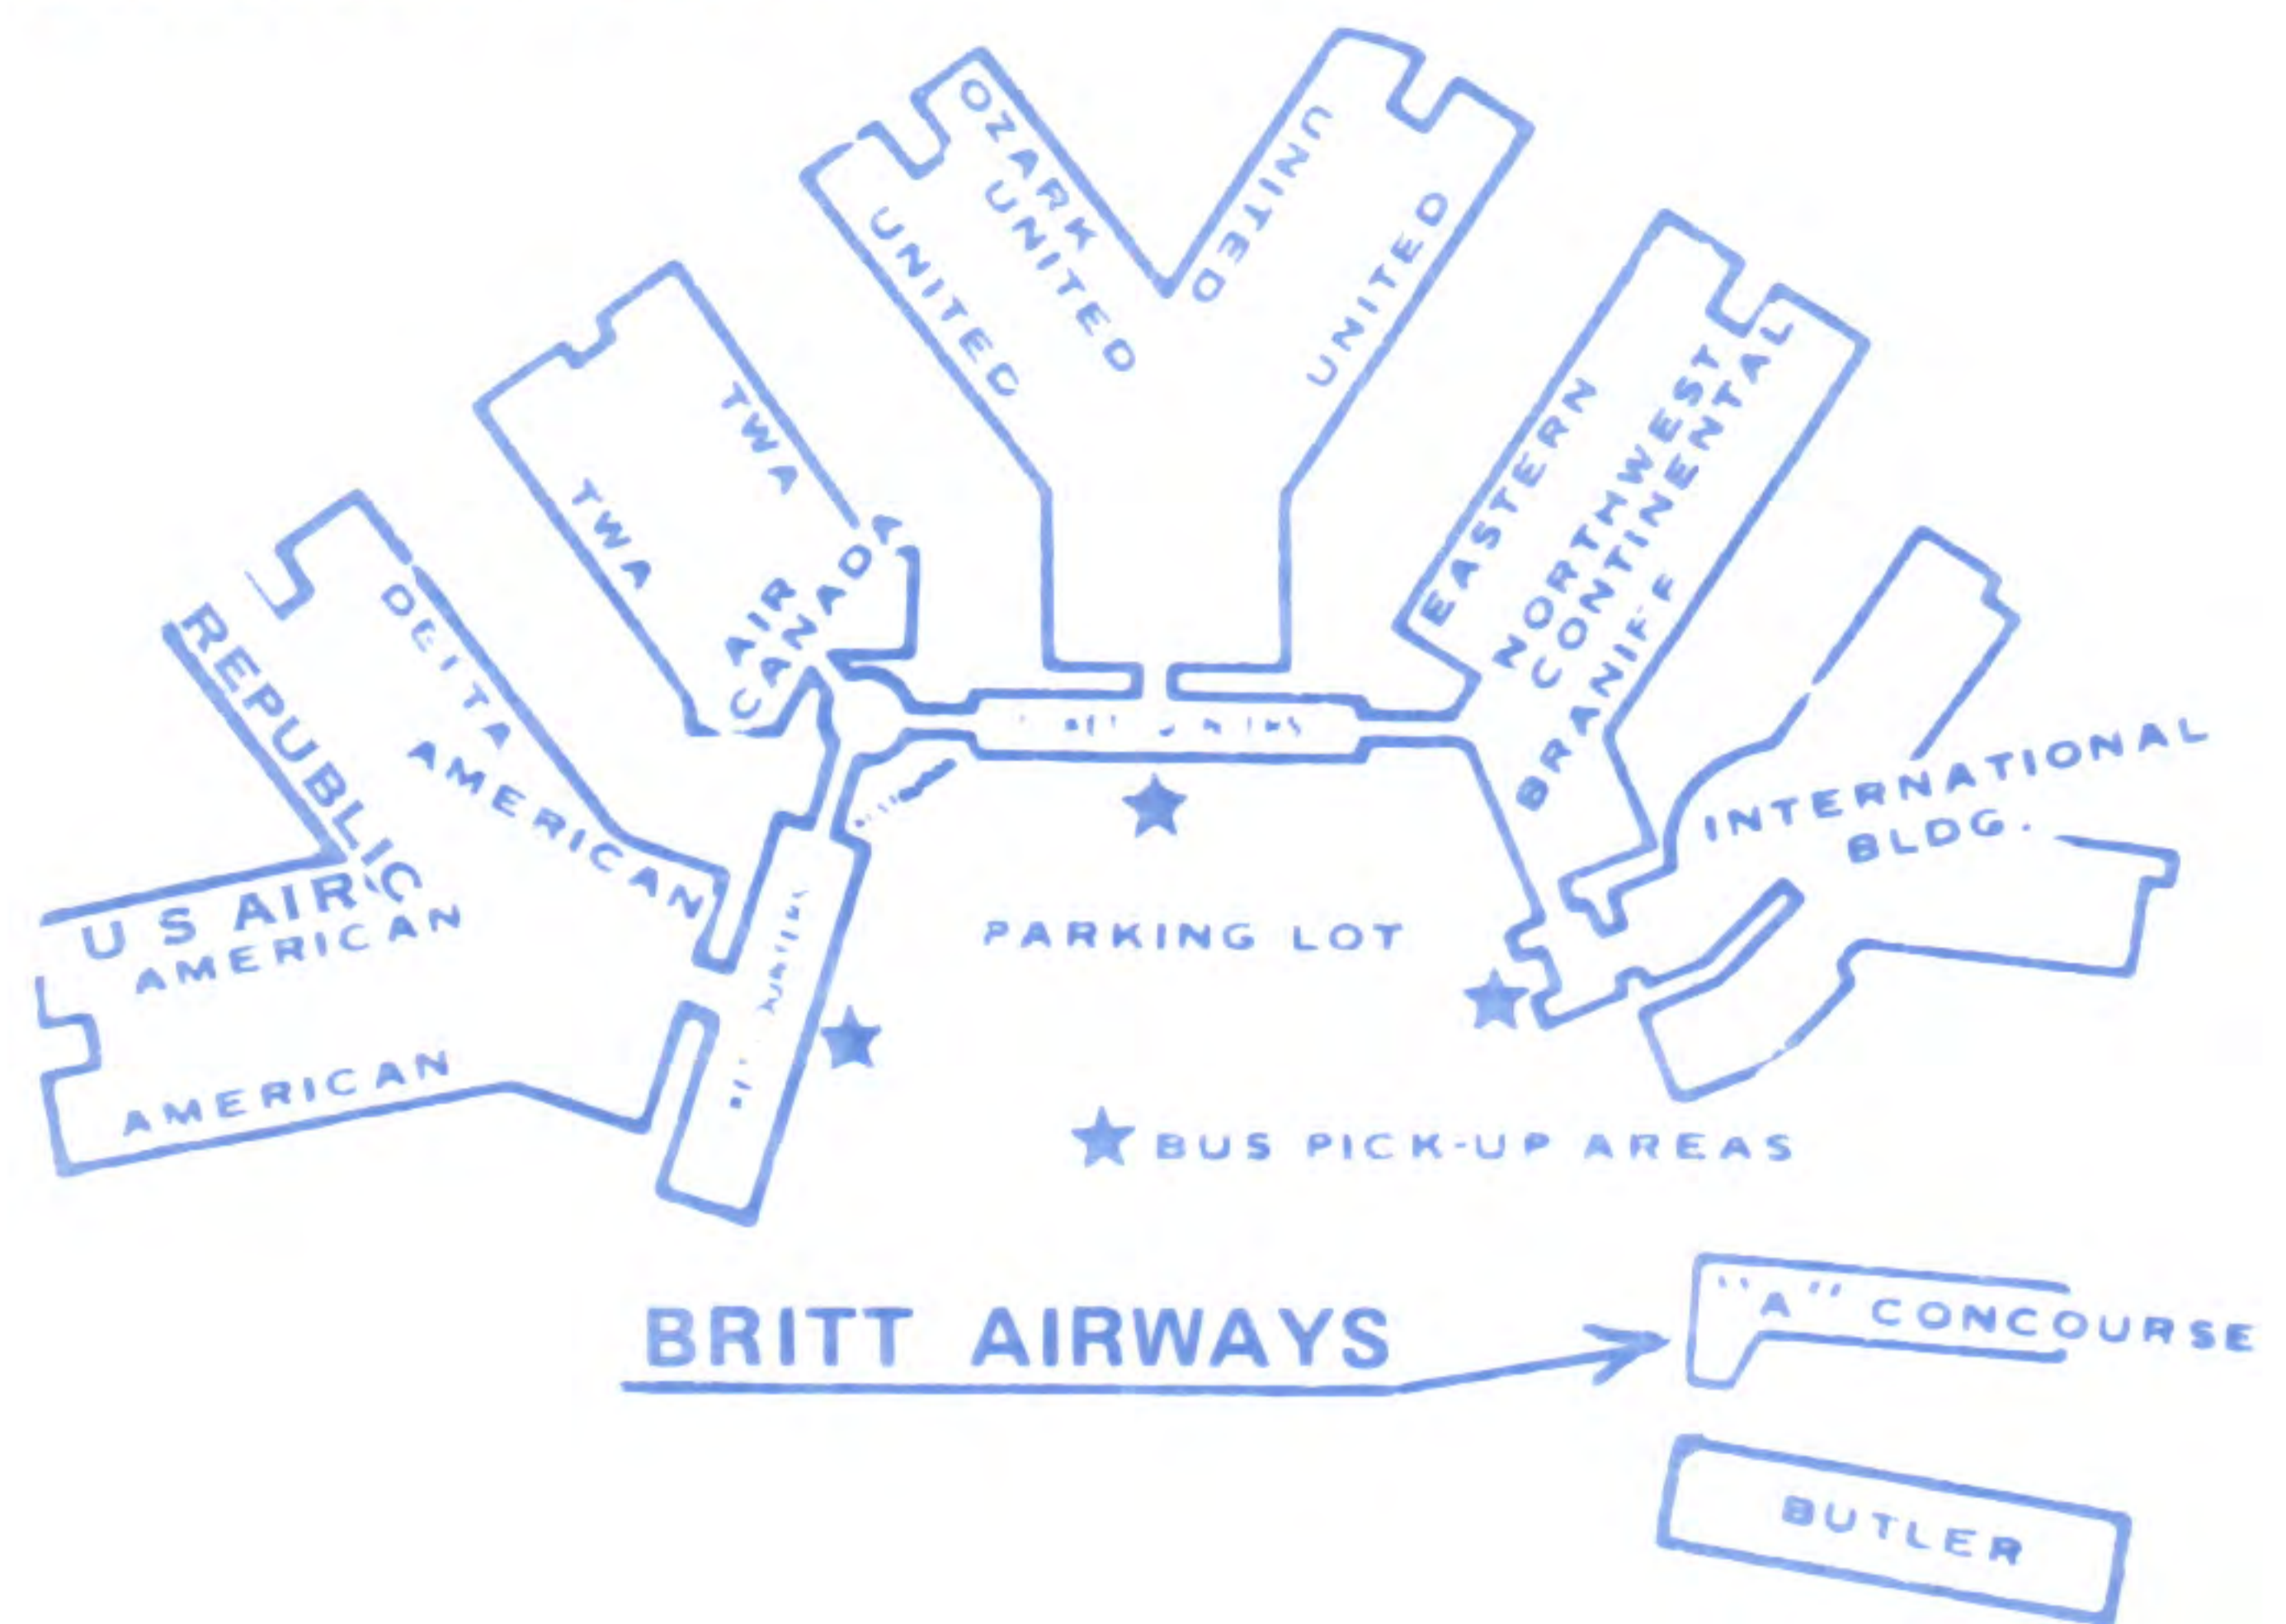 OZARK
UNITED
UNITED
UNITED
UNITED
TWA
TWA
AIR
CANADA
EASTERN
NORTHWEST
CONTINENTAL
BRANIFF
REPUBLIC
DELTA
AMERICAN
US AIR
AMERICAN
AMERICAN
INTERNATIONAL
BLDG.
PARKING LOT
BUS PICK-UP AREAS
BRITT AIRWAYS
"A" CONCOURSE
BUTLER